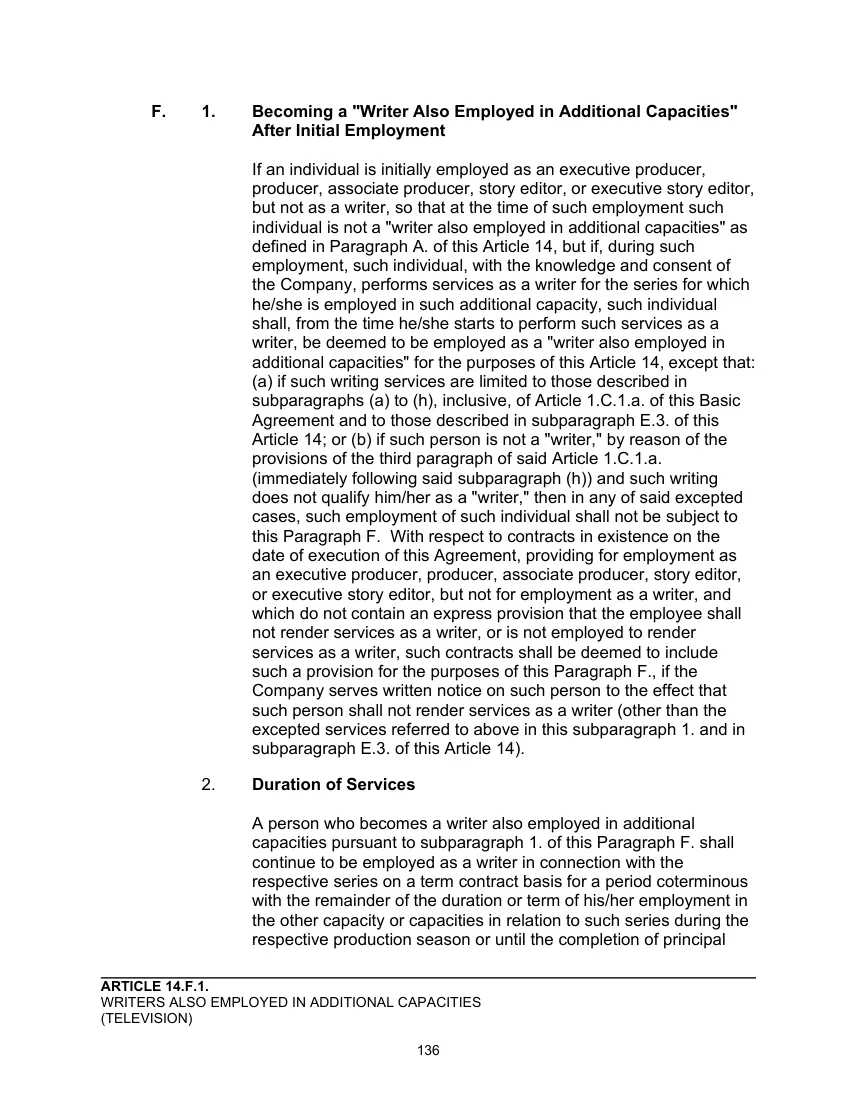 F. 1. Becoming a "Writer Also Employed in Additional Capacities"
After Initial Employment
If an individual is initially employed as an executive producer,
producer, associate producer, story editor, or executive story editor,
but not as a writer, so that at the time of such employment such
individual is not a "writer also employed in additional capacities" as
defined in Paragraph A. of this Article 14, but if, during such
employment, such individual, with the knowledge and consent of
the Company, performs services as a writer for the series for which
he/she is employed in such additional capacity, such individual
shall, from the time he/she starts to perform such services as a
writer, be deemed to be employed as a "writer also employed in
additional capacities" for the purposes of this Article 14, except that:
(a) if such writing services are limited to those described in
subparagraphs (a) to (h), inclusive, of Article 1.C.1.a. of this Basic
Agreement and to those described in subparagraph E.3. of this
Article 14; or (b) if such person is not a "writer," by reason of the
provisions of the third paragraph of said Article 1.C.1.a.
(immediately following said subparagraph (h)) and such writing
does not qualify him/her as a "writer," then in any of said excepted
cases, such employment of such individual shall not be subject to
this Paragraph F.  With respect to contracts in existence on the
date of execution of this Agreement, providing for employment as
an executive producer, producer, associate producer, story editor,
or executive story editor, but not for employment as a writer, and
which do not contain an express provision that the employee shall
not render services as a writer, or is not employed to render
services as a writer, such contracts shall be deemed to include
such a provision for the purposes of this Paragraph F., if the
Company serves written notice on such person to the effect that
such person shall not render services as a writer (other than the
excepted services referred to above in this subparagraph 1. and in
subparagraph E.3. of this Article 14).
2. Duration of Services
A person who becomes a writer also employed in additional
capacities pursuant to subparagraph 1. of this Paragraph F. shall
continue to be employed as a writer in connection with the
respective series on a term contract basis for a period coterminous
with the remainder of the duration or term of his/her employment in
the other capacity or capacities in relation to such series during the
respective production season or until the completion of principal
ARTICLE 14.F.1.
WRITERS ALSO EMPLOYED IN ADDITIONAL CAPACITIES
(TELEVISION)
136